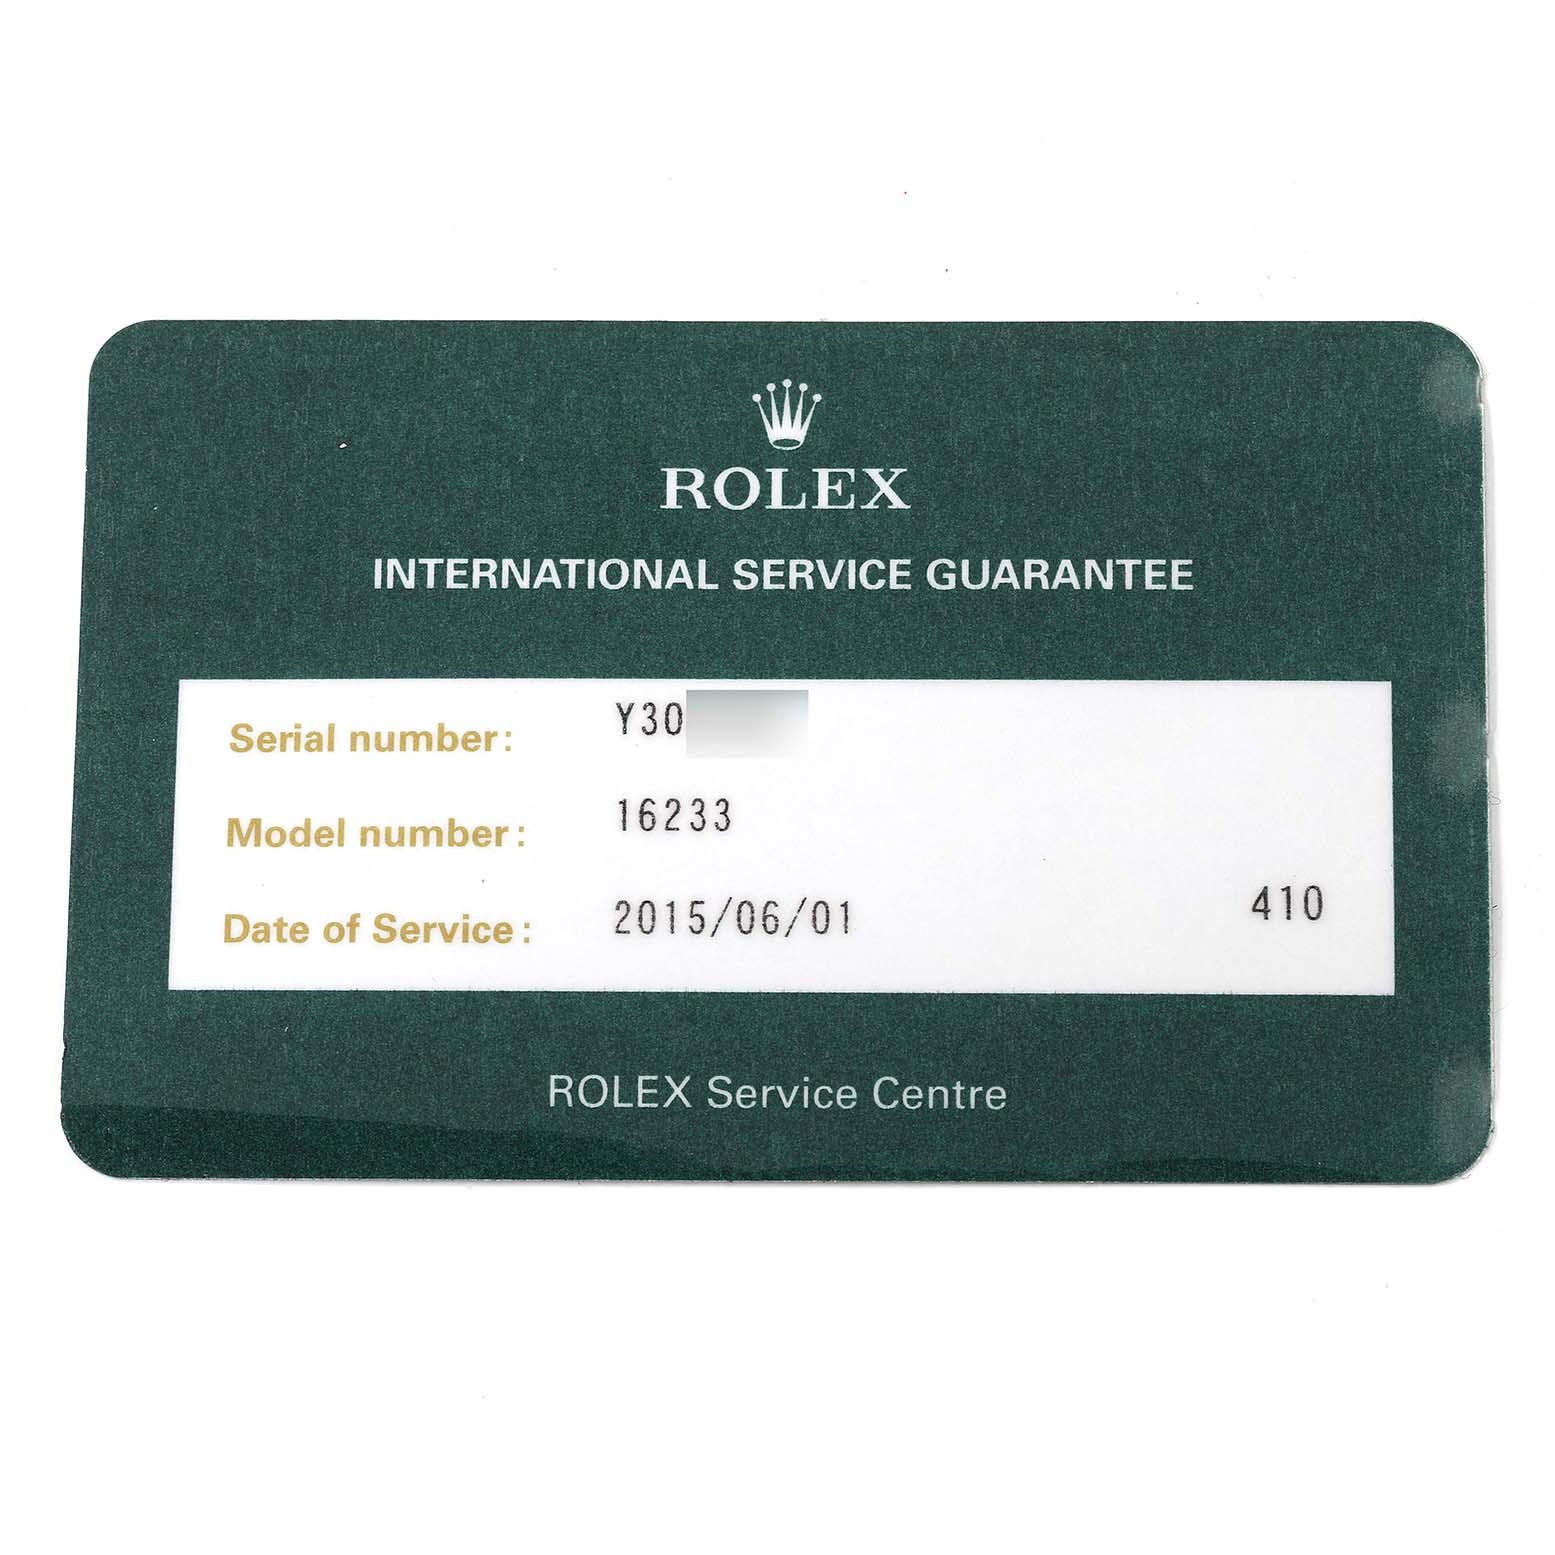 ROLEX
INTERNATIONAL SERVICE GUARANTEE
Serial number: Y30
Model number: 16233
Date of Service: 2015/06/01 410
ROLEX Service Centre